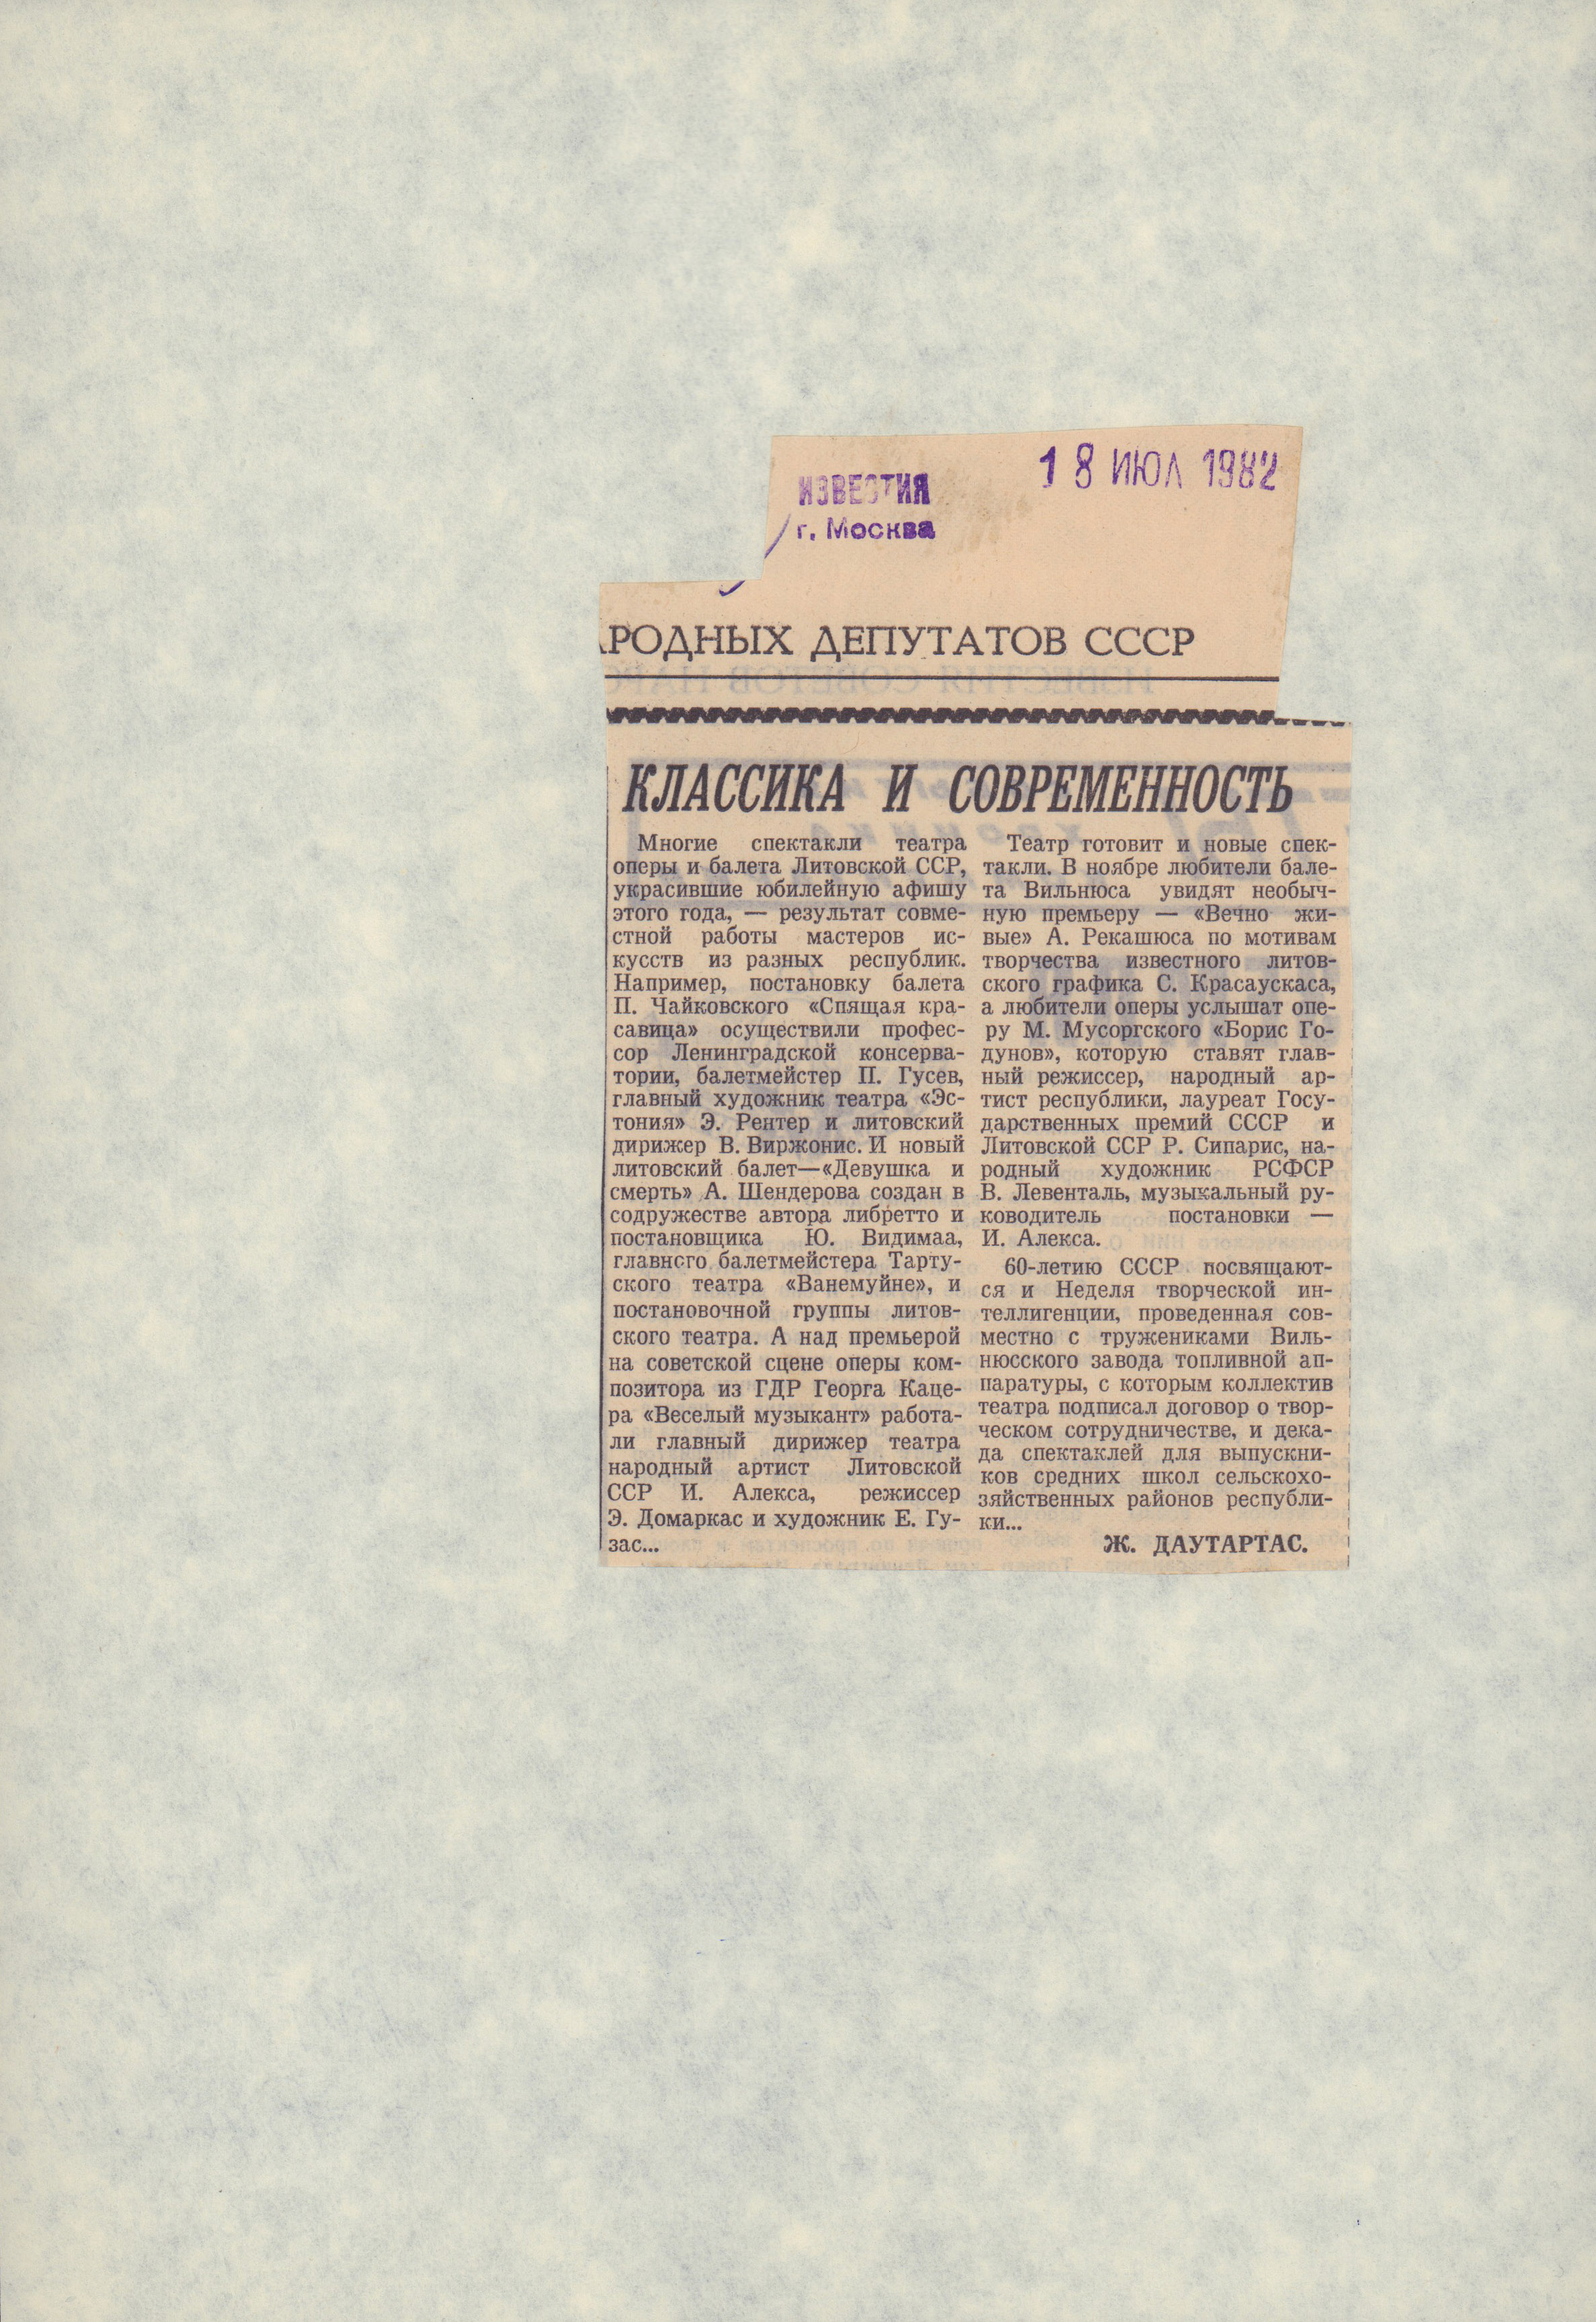 ИЗВЕСТИЯ
г. Москва
18 ИЮЛ 1982
РОДНЫХ ДЕПУТАТОВ СССР
КЛАССИКА И СОВРЕМЕННОСТЬ
Многие спектакли театра
оперы и балета Литовской ССР,
украсившие юбилейную афишу
этого года, — результат совме-
стной работы мастеров ис-
кусств из разных республик.
Например, постановку балета
П. Чайковского «Спящая кра-
савица» осуществили профес-
сор Ленинградской консерва-
тории, балетмейстер П. Гусев,
главный художник театра «Эс-
тония» Э. Рентер и литовский
дирижер В. Виржонис. И новый
литовский балет—«Девушка и
смерть» А. Шендерова создан в
содружестве автора либретто и
постановщика Ю. Видимаа,
главного балетмейстера Тарту-
ского театра «Ванемуйне», и
постановочной группы литов-
ского театра. А над премьерой
на советской сцене оперы ком-
позитора из ГДР Георга Каце-
ра «Веселый музыкант» работа-
ли главный дирижер театра
народный артист Литовской
ССР И. Алекса, режиссер
Э. Домаркас и художник Е. Гу-
зас...
Театр готовит и новые спек-
такли. В ноябре любители бале-
та Вильнюса увидят необыч-
ную премьеру — «Вечно жи-
вые» А. Рекашюса по мотивам
творчества известного литов-
ского графика С. Красаускаса,
а любители оперы услышат опе-
ру М. Мусоргского «Борис Го-
дунов», которую ставят глав-
ный режиссер, народный ар-
тист республики, лауреат Госу-
дарственных премий СССР и
Литовской ССР Р. Сипарис, на-
родный художник РСФСР
В. Левенталь, музыкальный ру-
ководитель постановки —
И. Алекса.
60-летию СССР посвящают-
ся и Неделя творческой ин-
теллигенции, проведенная сов-
местно с тружениками Виль-
нюсского завода топливной ап-
паратуры, с которым коллектив
театра подписал договор о твор-
ческом сотрудничестве, и дека-
да спектаклей для выпускни-
ков средних школ сельскохо-
зяйственных районов республи-
ки...
Ж. ДАУТАРТАС.